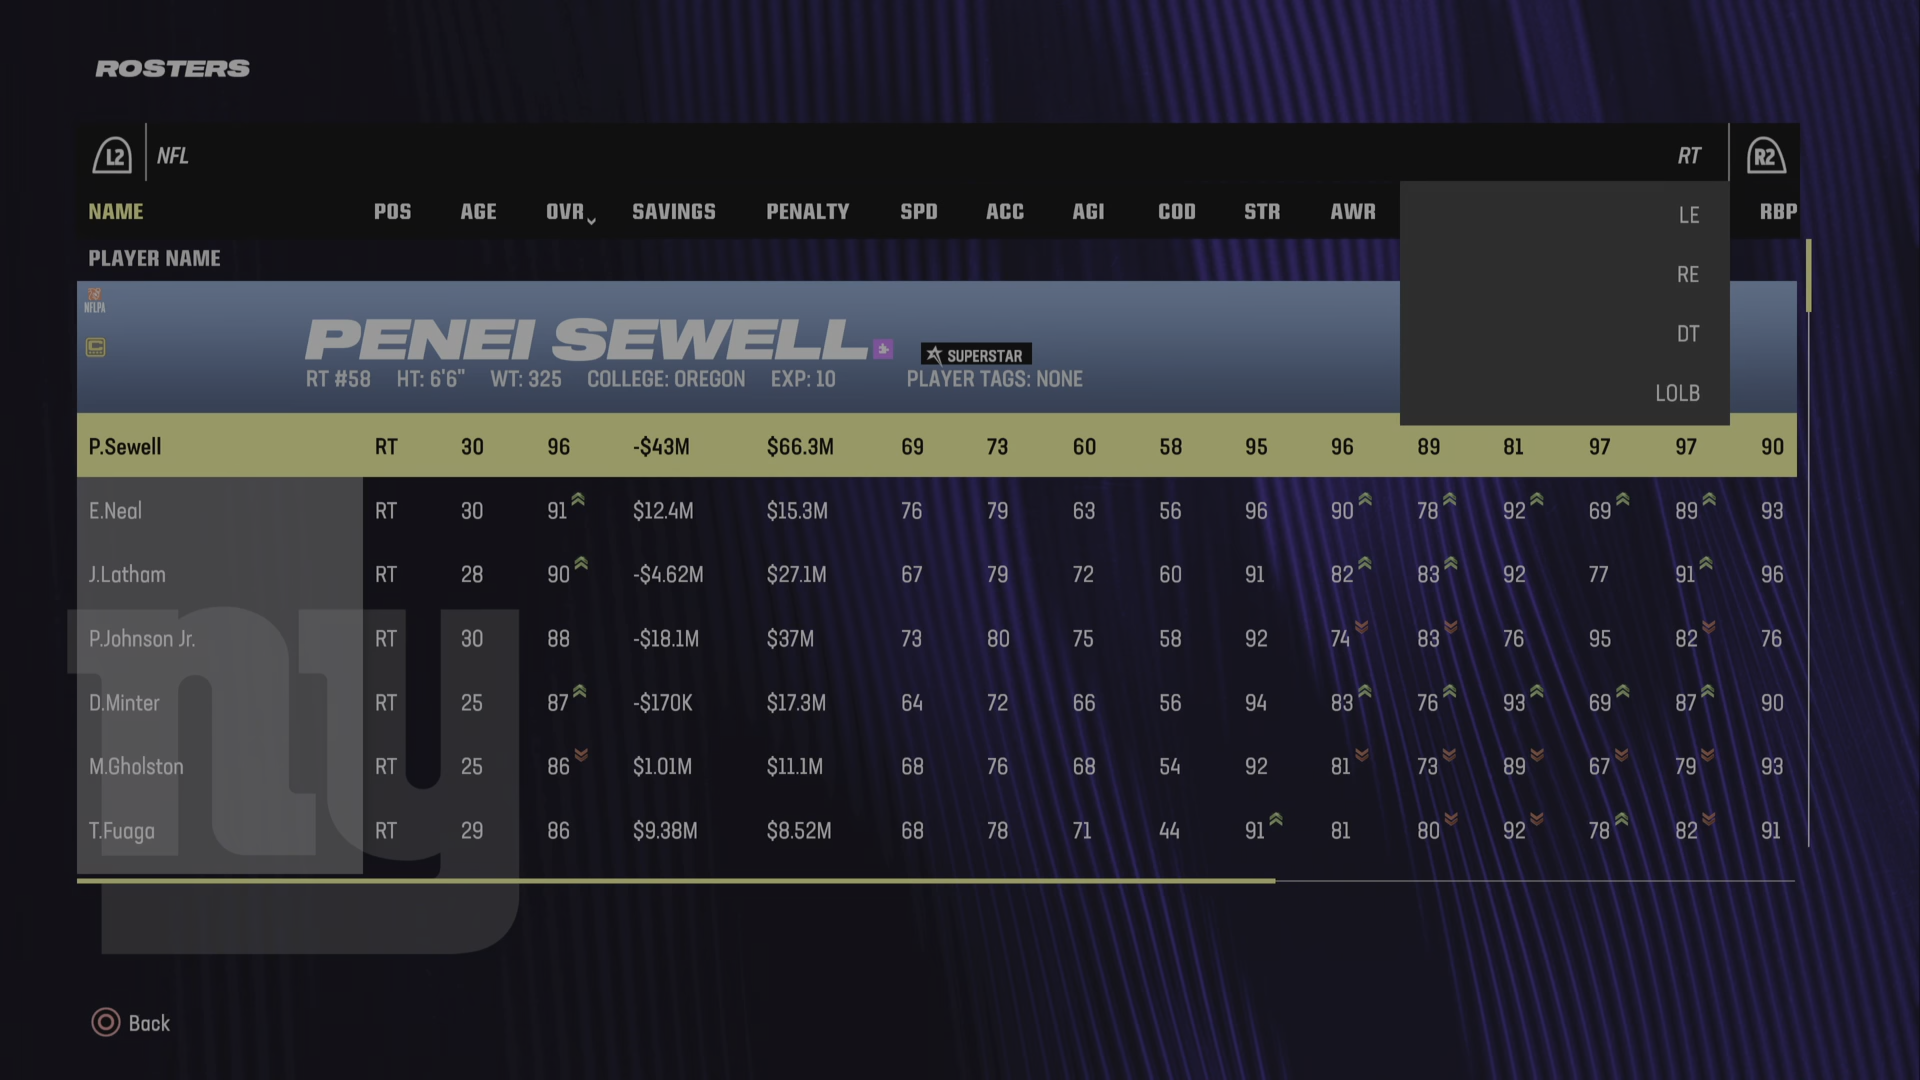 ROSTERS
L2 NFL RT R2
NAME POS AGE OVR SAVINGS PENALTY SPD ACC AGI COD STR AWR RBP
LE
RE
DT
LOLB
PLAYER NAME
NFLPA
C
PENEI SEWELL SUPERSTAR
RT #58 HT: 6'6" WT: 325 COLLEGE: OREGON EXP: 10 PLAYER TAGS: NONE
P.Sewell RT 30 96 -$43M $66.3M 69 73 60 58 95 96 89 81 97 97 90
E.Neal RT 30 91 $12.4M $15.3M 76 79 63 56 96 90 78 92 69 89 93
J.Latham RT 28 90 -$4.62M $27.1M 67 79 72 60 91 82 83 92 77 91 96
P.Johnson Jr. RT 30 88 -$18.1M $37M 73 80 75 58 92 74 83 76 95 82 76
D.Minter RT 25 87 -$170K $17.3M 64 72 66 56 94 83 76 93 69 87 90
M.Gholston RT 25 86 $1.01M $11.1M 68 76 68 54 92 81 73 89 67 79 93
T.Fuaga RT 29 86 $9.38M $8.52M 68 78 71 44 91 81 80 92 78 82 91
ny
Back